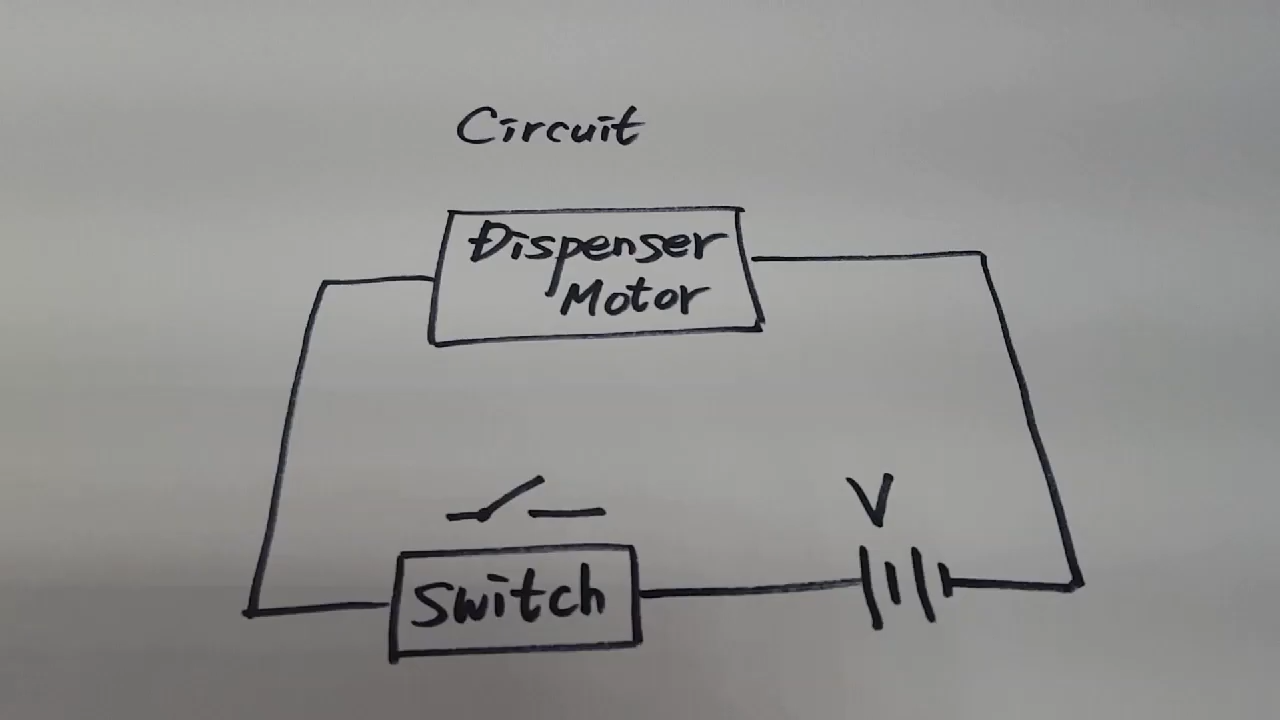 Circuit
Dispenser
Motor
V
Switch